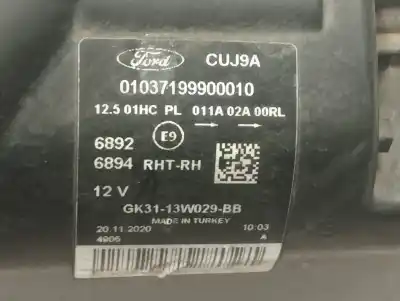 Ford CUJ9A
01037199900010
12.5 01HC PL 011A 02A 00RL
6892 E9
6894 RHT-RH
12 V
GK31-13W029-BB
MADE IN TURKEY
20.11.2020 10:03
4905 A